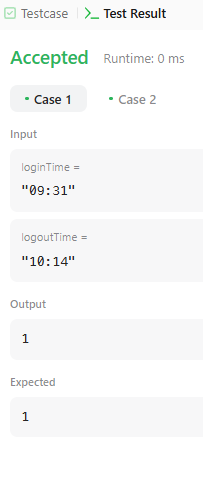 Testcase Test Result
Accepted Runtime: 0 ms
Case 1 Case 2
Input
loginTime =
"09:31"
logoutTime =
"10:14"
Output
1
Expected
1